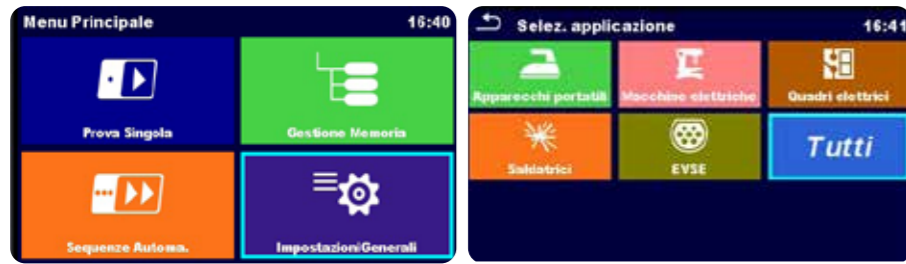 Menu Principale 16:40
Prova Singola
Gestione Memoria
Sequenze Automa.
ImpostazioniGenerali
Selez. applicazione 16:41
Apparecchi portatili
Macchine elettriche
Quadri elettrici
Saldatrici
EVSE
Tutti